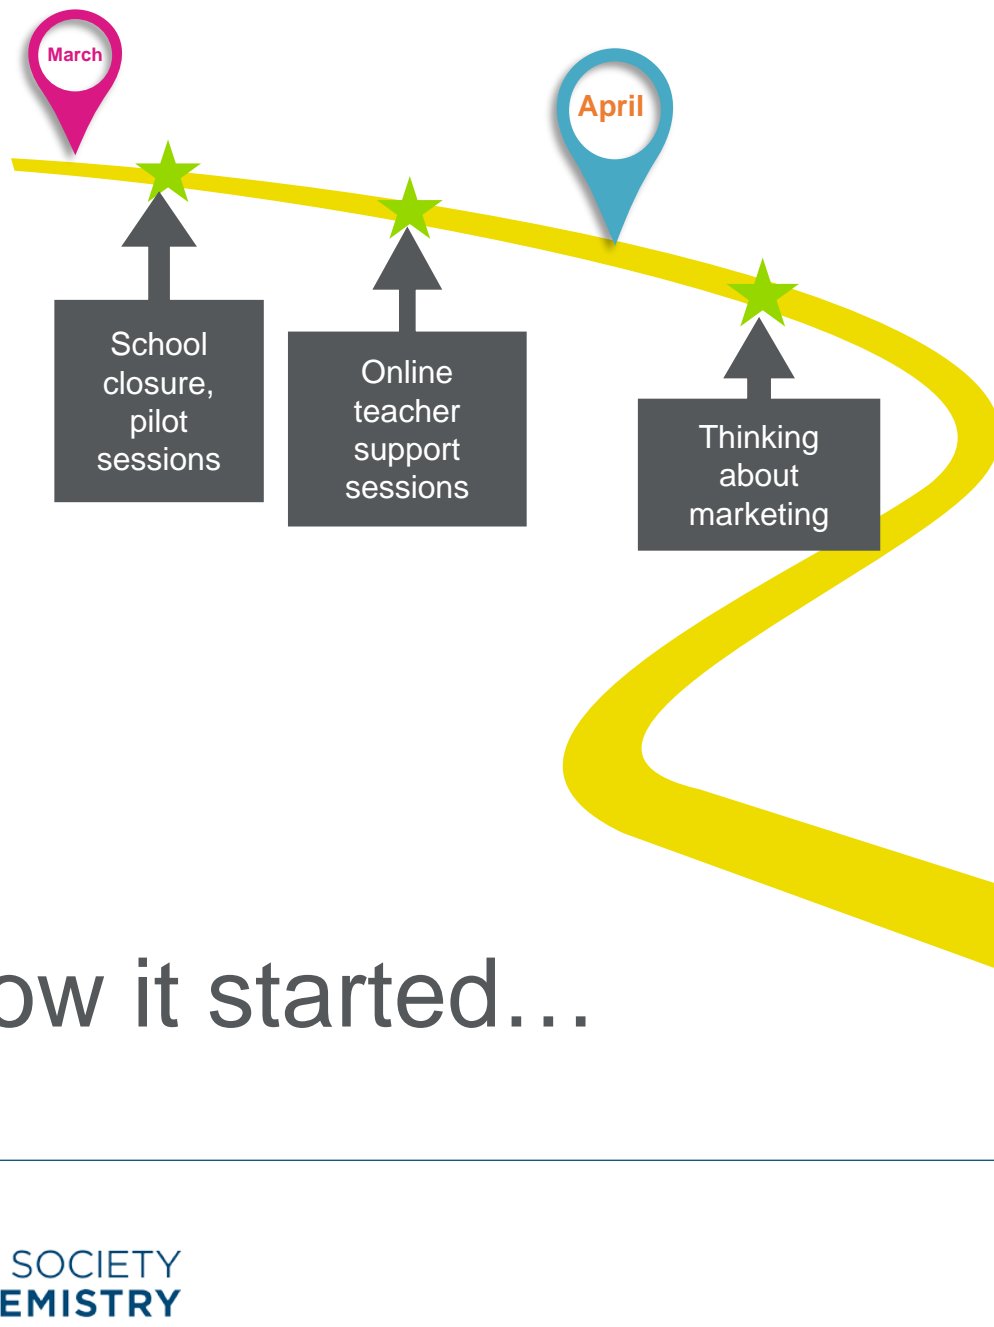 March
April
School
closure,
pilot
sessions
Online
teacher
support
sessions
Thinking
about
marketing
ow it started…
SOCIETY
EMISTRY